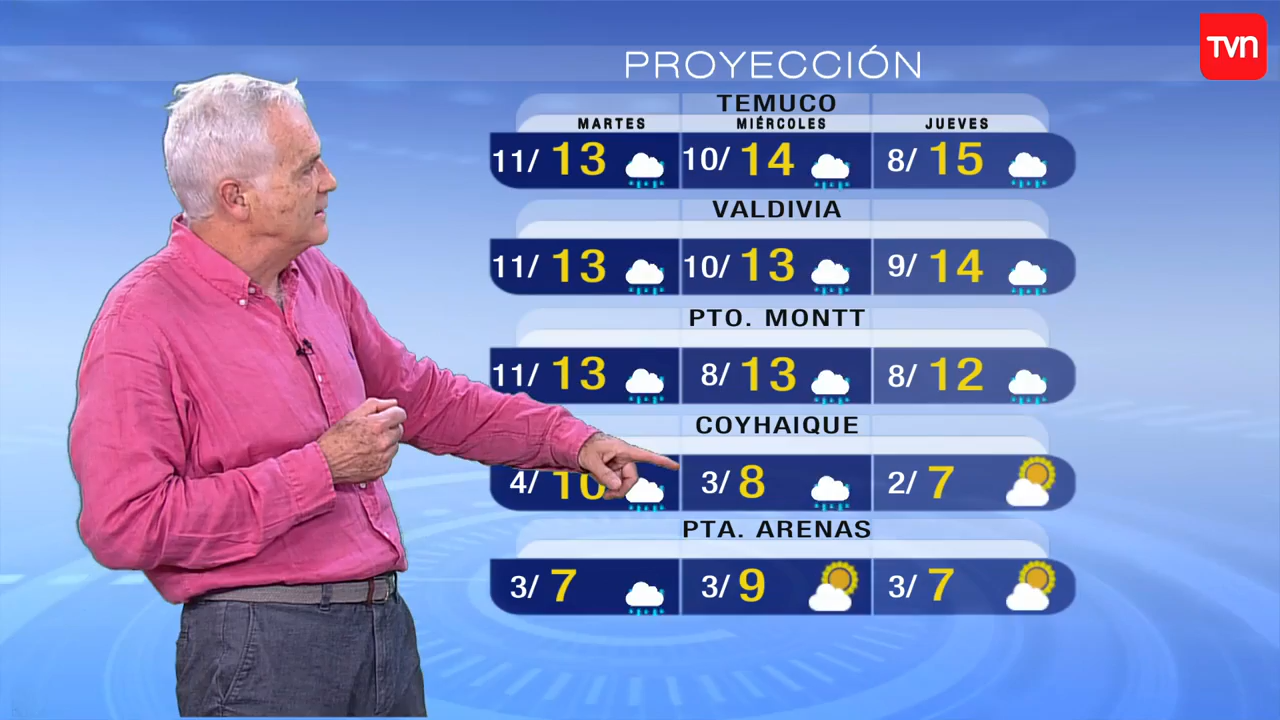 TVN
PROYECCIÓN
TEMUCO
MARTES MIÉRCOLES JUEVES
11/ 13 10/ 14 8/ 15
VALDIVIA
11/ 13 10/ 13 9/ 14
PTO. MONTT
11/ 13 8/ 13 8/ 12
COYHAIQUE
4/ 10 3/ 8 2/ 7
PTA. ARENAS
3/ 7 3/ 9 3/ 7